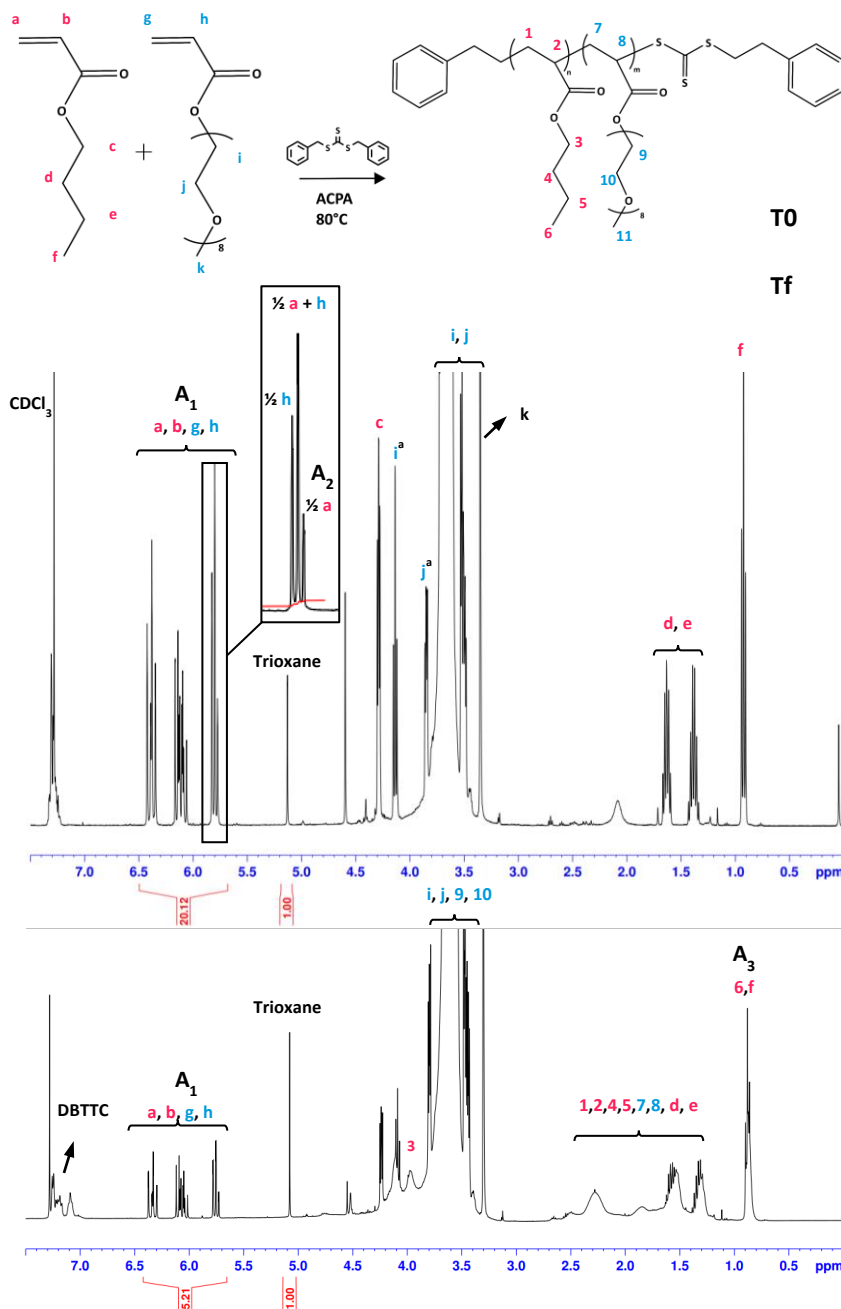 a b g h
O O
O O
c
d + i
j
e
O
f 8
k
S
S S
ACPA
80°C
7
1 2 8 S S
n m S
O O
O O
3 9
4 10
5 O
6 8
11
T0
Tf
½ a + h
½ h
A2
½ a
CDCl3
A1
a, b, g, h
c
iᵃ
jᵃ
i, j
k
f
d, e
Trioxane
7.0 6.5 6.0 5.5 5.0 4.5 4.0 3.5 3.0 2.5 2.0 1.5 1.0 0.5 ppm
20.12 1.00
i, j, 9, 10
A3
6,f
Trioxane
A1
a, b, g, h
DBTTC
3
1,2,4,5,7,8, d, e
7.0 6.5 6.0 5.5 5.0 4.5 4.0 3.5 3.0 2.5 2.0 1.5 1.0 0.5 ppm
5.21 1.00